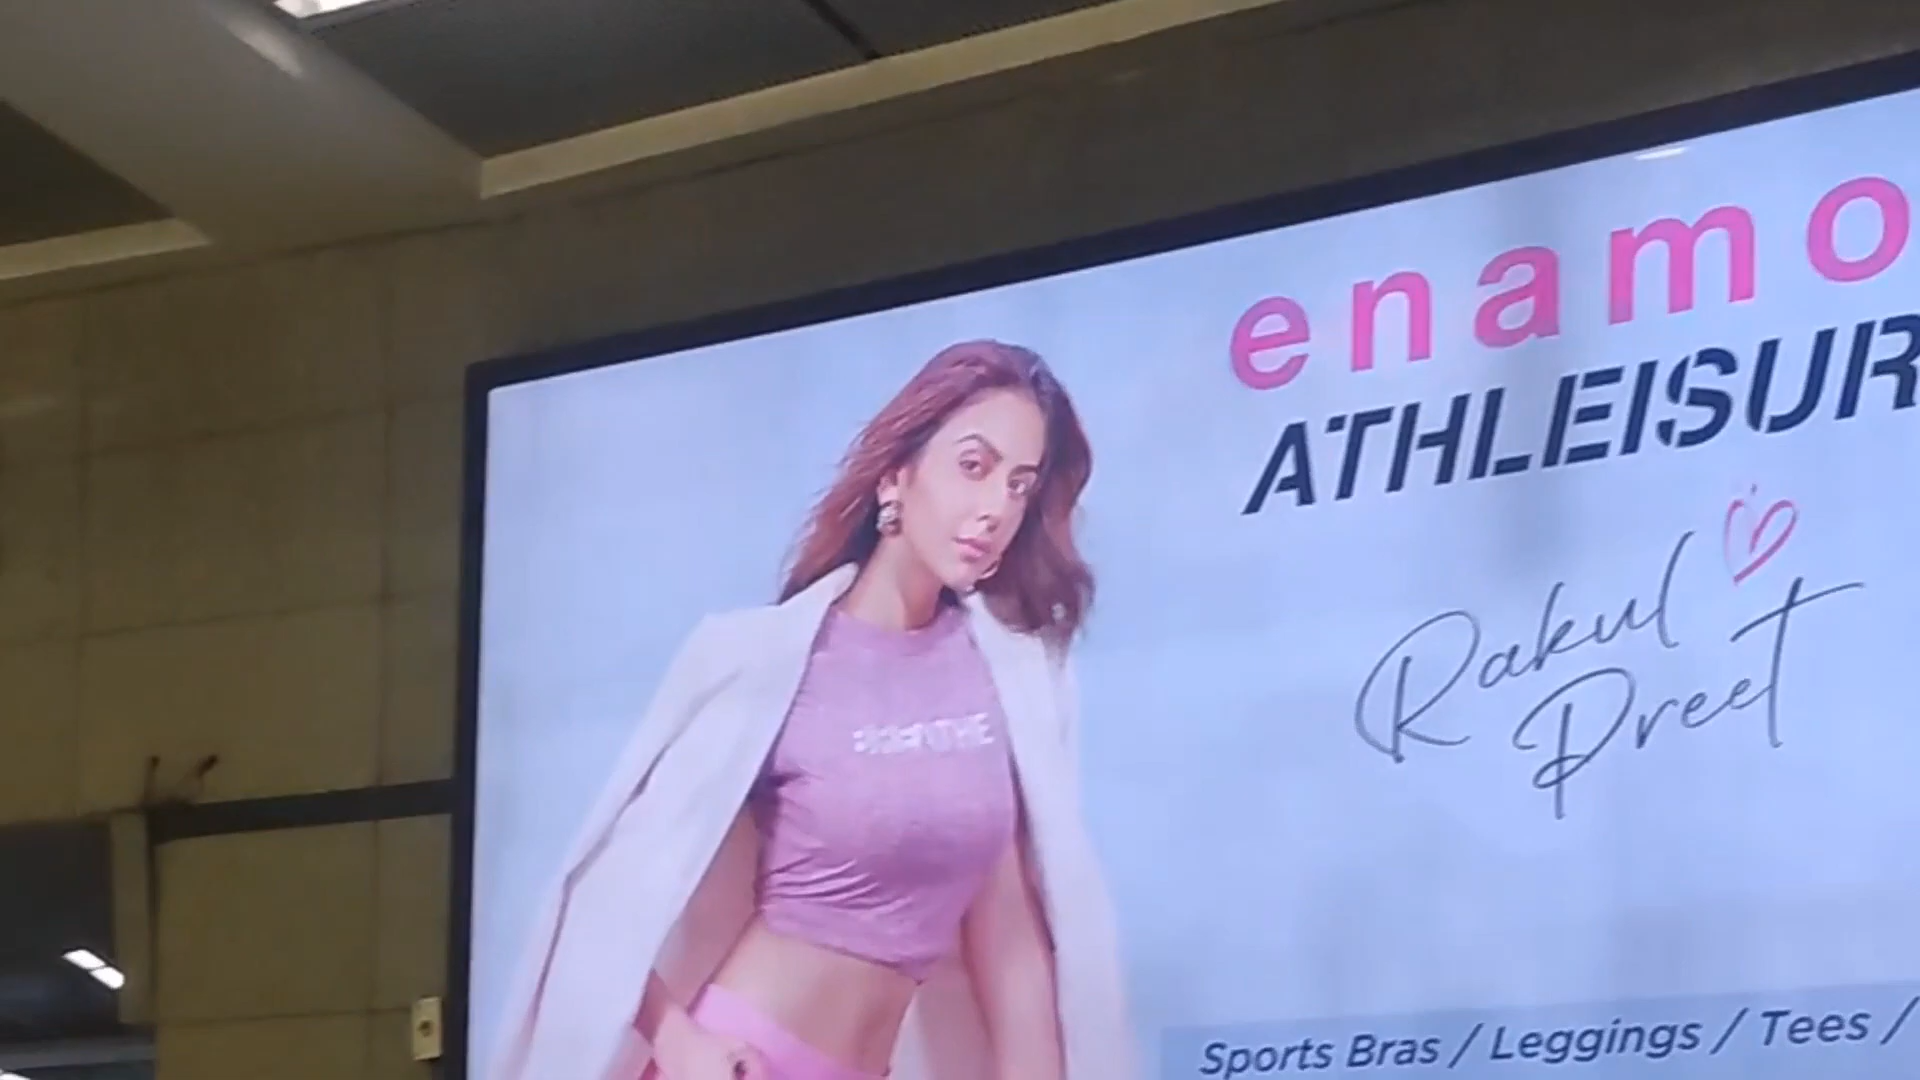 enamo
ATHLEISUR
Rakul
Preet
Sports Bras / Leggings / Tees /